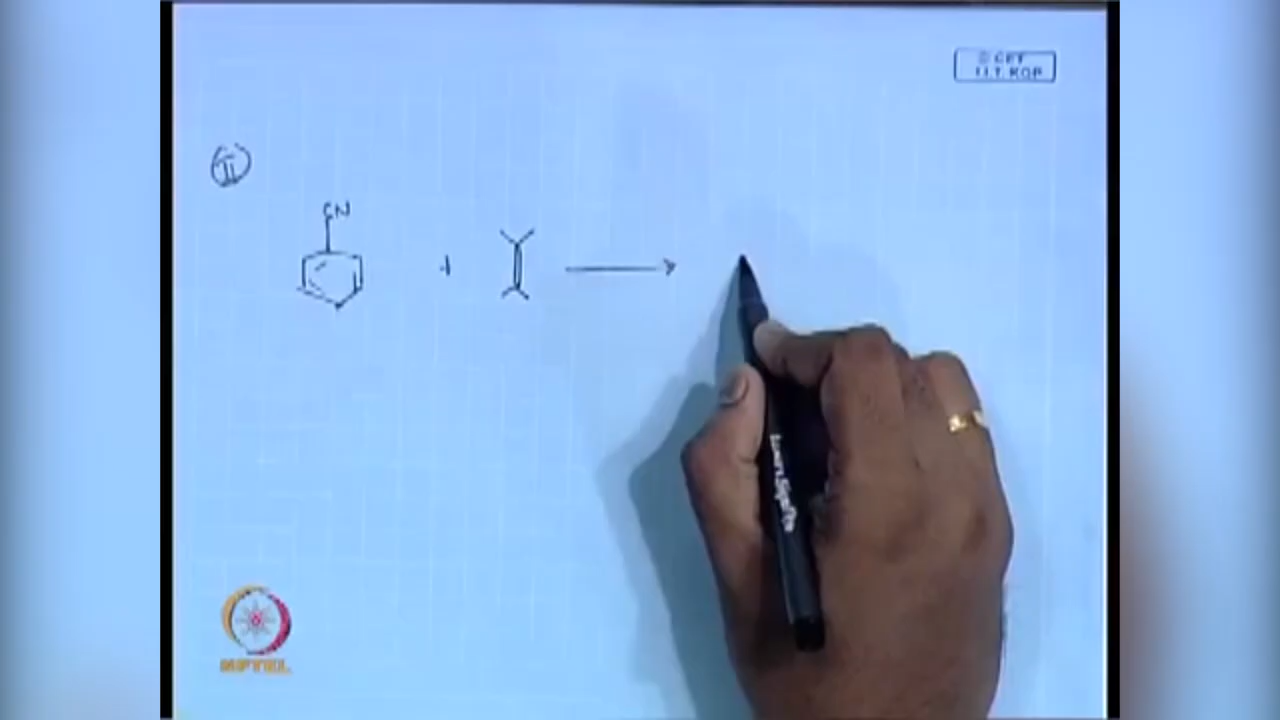 © CET
I.I.T. KGP
II
CN
+
NPTEL